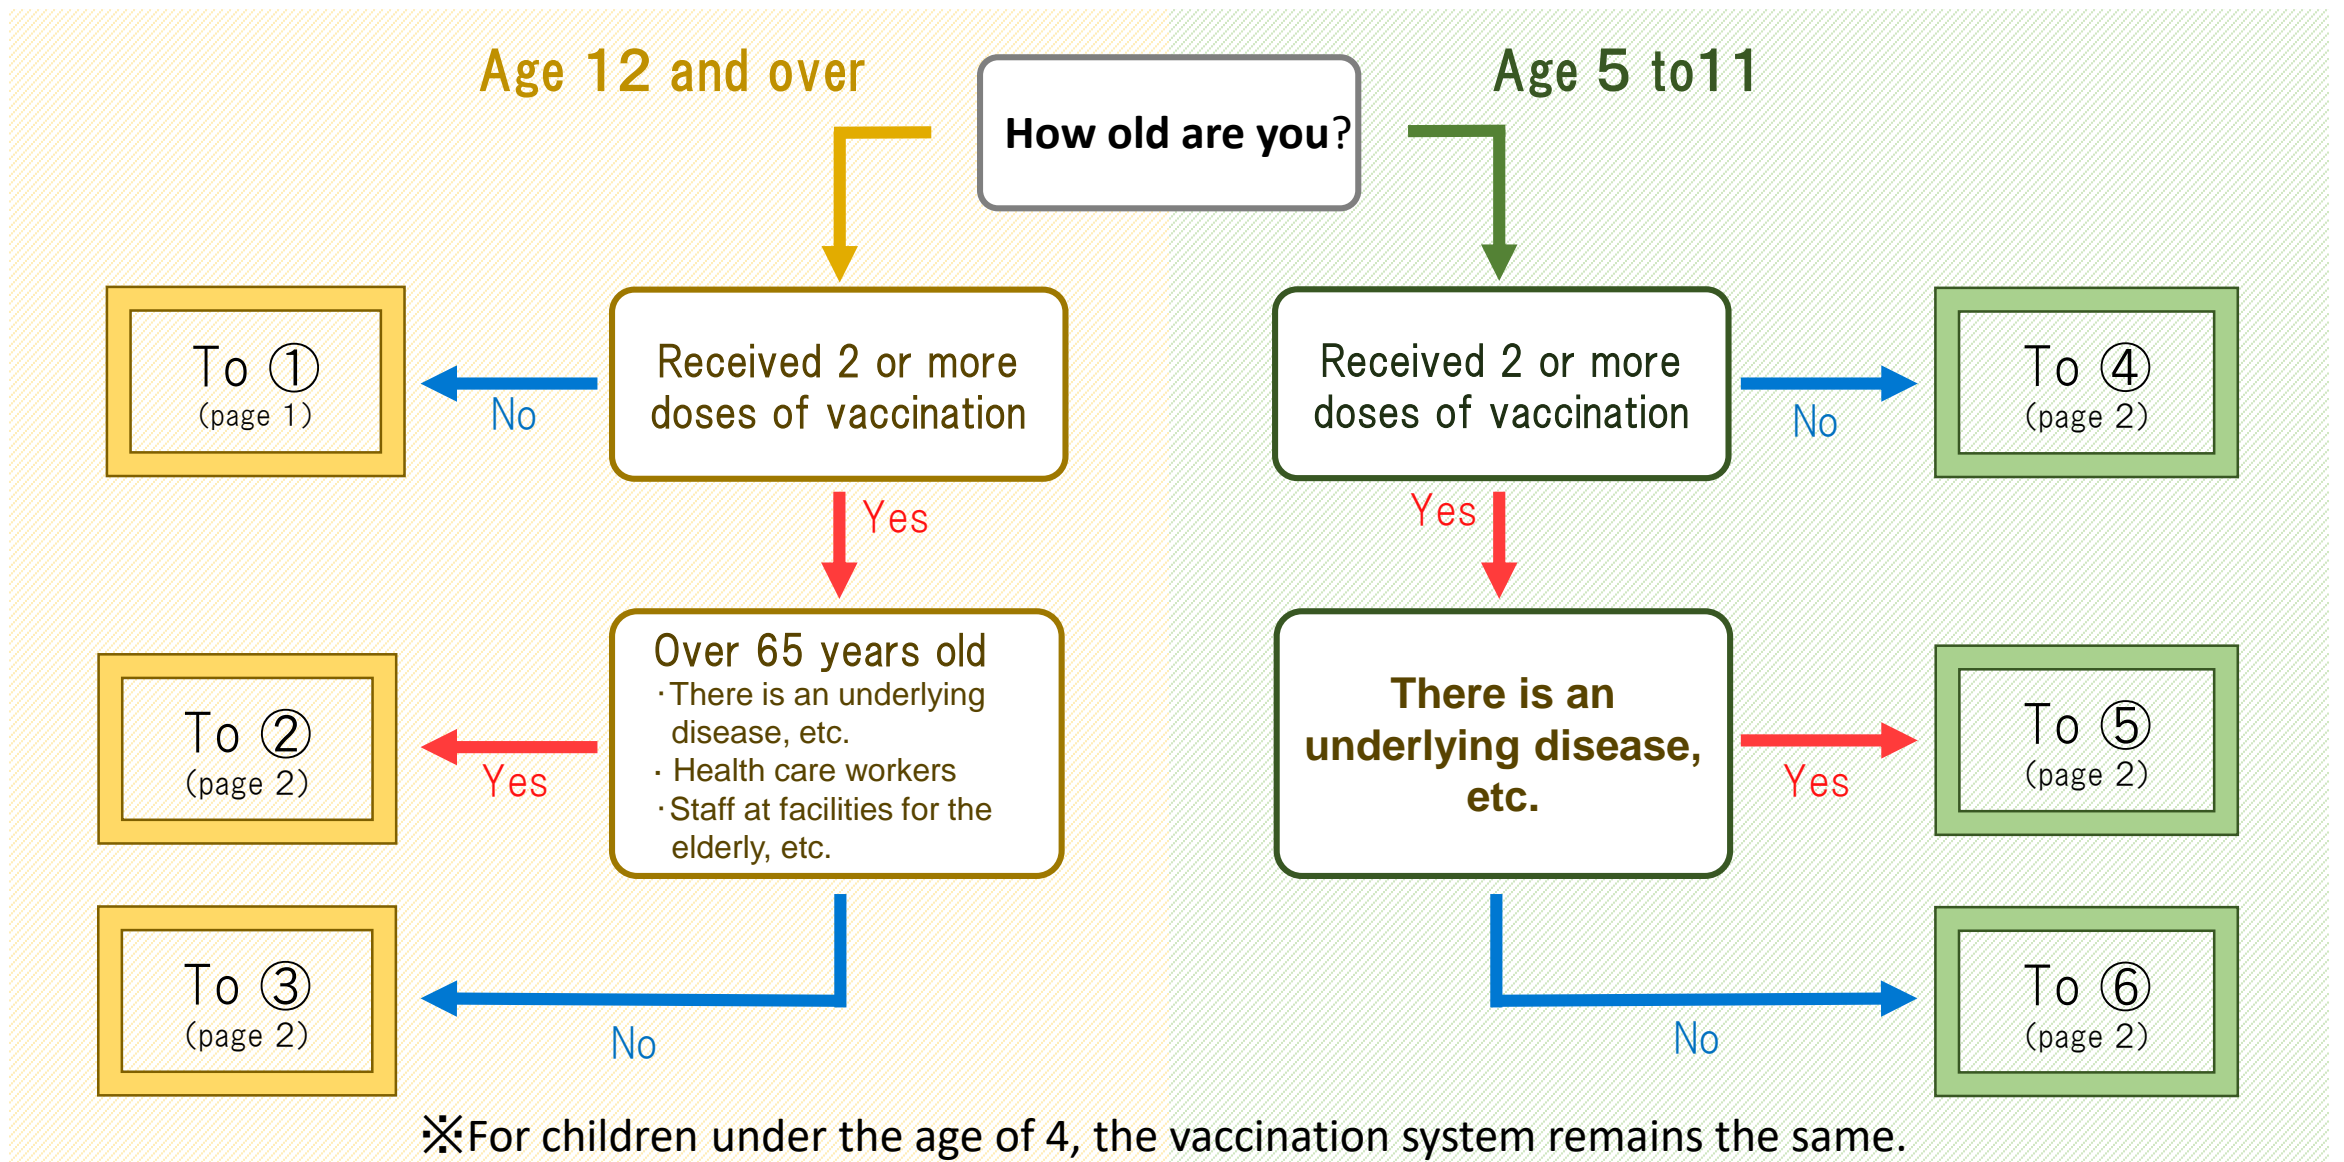 Age 12 and over
How old are you?
Age 5 to11
To ①
(page 1)
No
Received 2 or more
doses of vaccination
Received 2 or more
doses of vaccination
No
To ④
(page 2)
Yes
Yes
To ②
(page 2)
Yes
Over 65 years old
・There is an underlying
disease, etc.
・ Health care workers
・Staff at facilities for the
elderly, etc.
There is an
underlying disease,
etc.
Yes
To ⑤
(page 2)
To ③
(page 2)
No
No
To ⑥
(page 2)
※For children under the age of 4, the vaccination system remains the same.